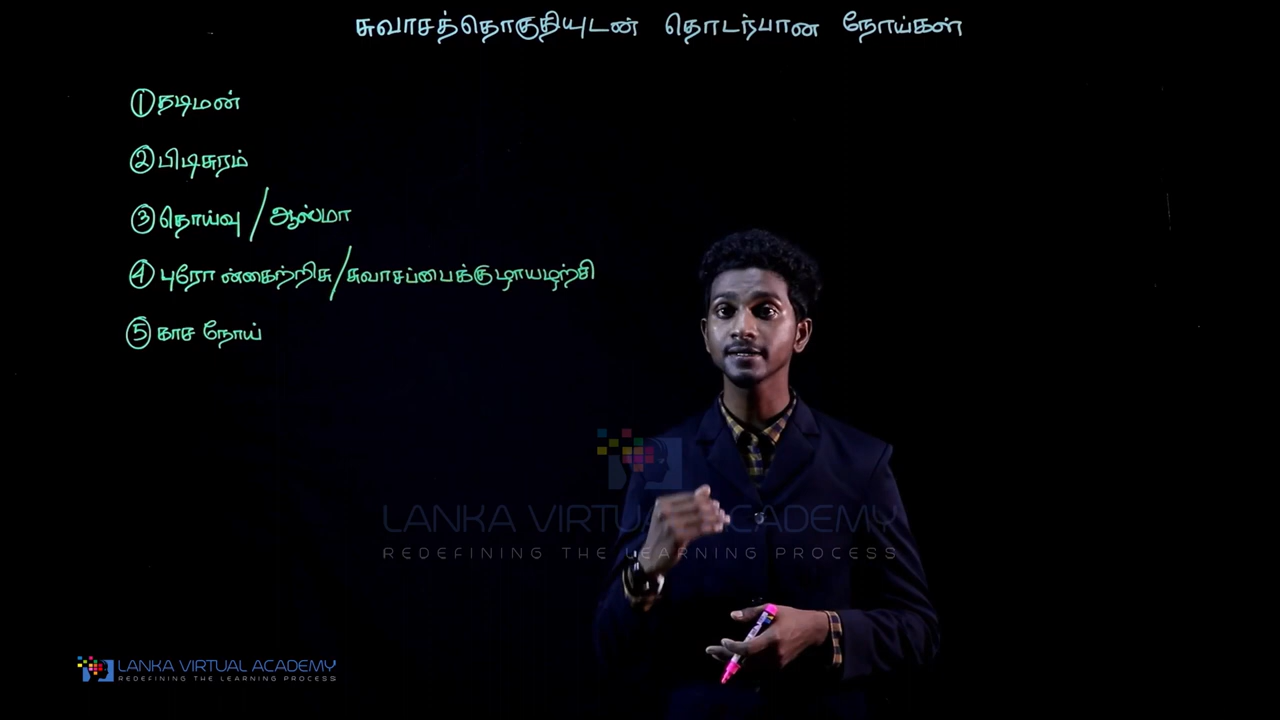 சுவாசத்தொகுதியுடன் தொடர்பான நோய்கள்
① தடிமன்
② பிடிசுரம்
③ தொய்வு / ஆஸ்மா
④ புரோன்கைற்றிசு / சுவாசப்பைக்குழாயழற்சி
⑤ காச நோய்
LANKA VIRTUAL ACADEMY
REDEFINING THE LEARNING PROCESS
LANKA VIRTUAL ACADEMY
REDEFINING THE LEARNING PROCESS